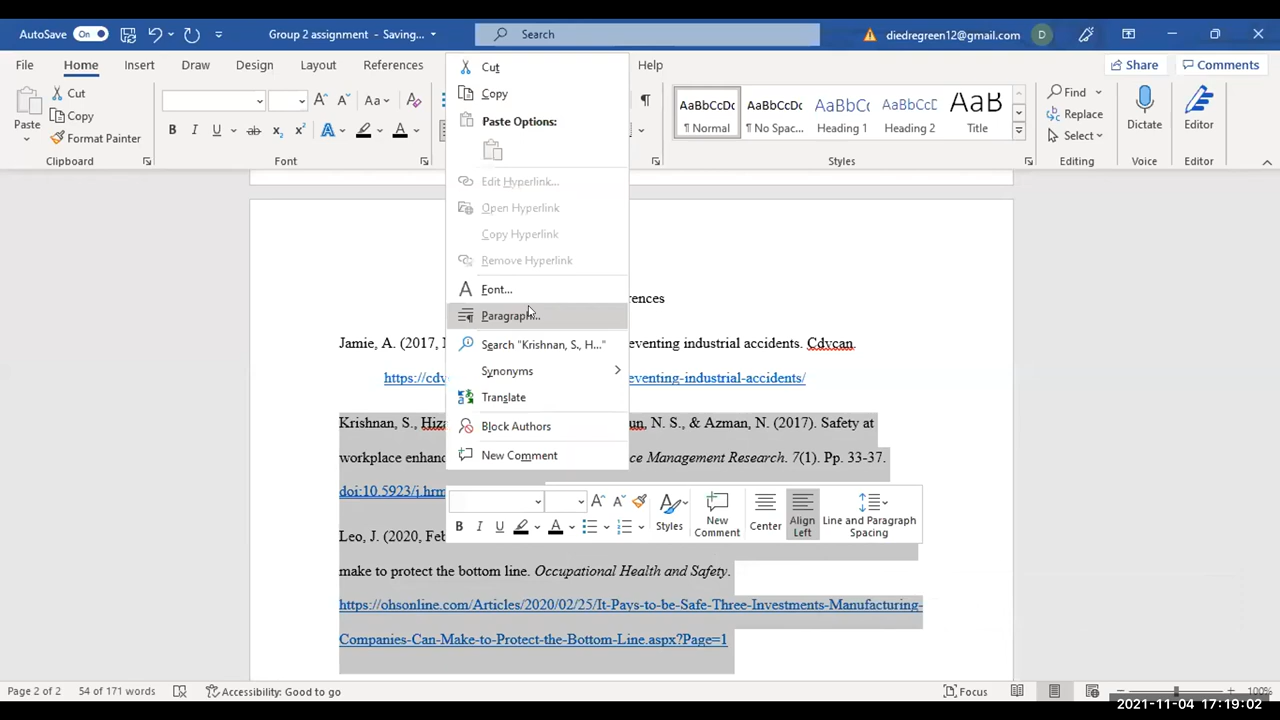 AutoSave On Group 2 assignment - Saving... Search diedregreen12@gmail.com D
File Home Insert Draw Design Layout References Help Share Comments
Paste Cut Copy Format Painter
Aa B I U ab x₂ x² A A
AaBbCcDc AaBbCcDc AaBbCc AaBbCcD AaB
¶ Normal ¶ No Spac... Heading 1 Heading 2 Title
Find Replace Select
Dictate Editor
Clipboard Font Styles Editing Voice Editor
Cut
Copy
Paste Options:
Edit Hyperlink...
Open Hyperlink
Copy Hyperlink
Remove Hyperlink
Font...
Paragraph...
Search "Krishnan, S., H..."
Synonyms
Translate
Block Authors
New Comment
rences
Jamie, A. (2017, eventing industrial accidents. Cdvcan.
https://cdv eventing-industrial-accidents/
Krishnan, S., Hiza un, N. S., & Azman, N. (2017). Safety at
workplace enhanc ce Management Research. 7(1). Pp. 33-37.
doi:10.5923/j.hrm
B I U A Styles New Comment Center Align Left Line and Paragraph Spacing
Leo, J. (2020, Feb
make to protect the bottom line. Occupational Health and Safety.
https://ohsonline.com/Articles/2020/02/25/It-Pays-to-be-Safe-Three-Investments-Manufacturing-
Companies-Can-Make-to-Protect-the-Bottom-Line.aspx?Page=1
Page 2 of 2 54 of 171 words Accessibility: Good to go Focus 100%
2021-11-04 17:19:02